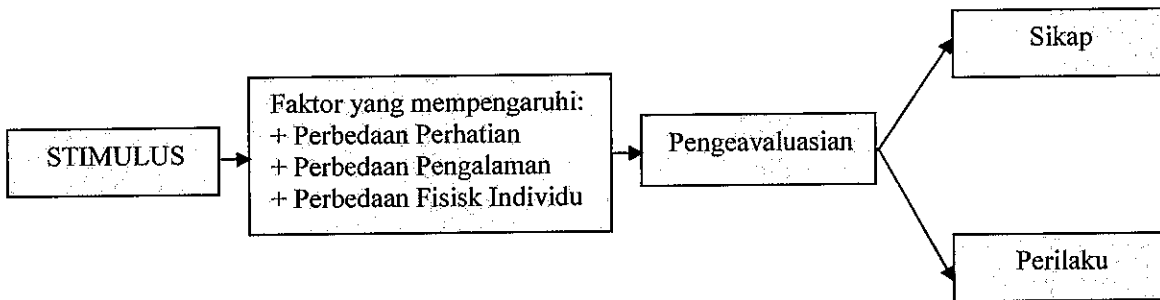 STIMULUS
Faktor yang mempengaruhi:
+ Perbedaan Perhatian
+ Perbedaan Pengalaman
+ Perbedaan Fisisk Individu
Pengeavaluasian
Sikap
Perilaku